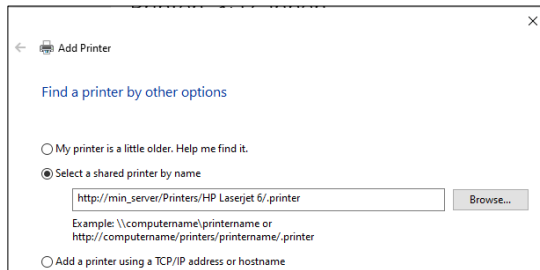 Add Printer
Find a printer by other options
My printer is a little older. Help me find it.
Select a shared printer by name
http://min_server/Printers/HP Laserjet 6/.printer
Browse...
Example: \\computername\printername or
http://computername/printers/printername/.printer
Add a printer using a TCP/IP address or hostname